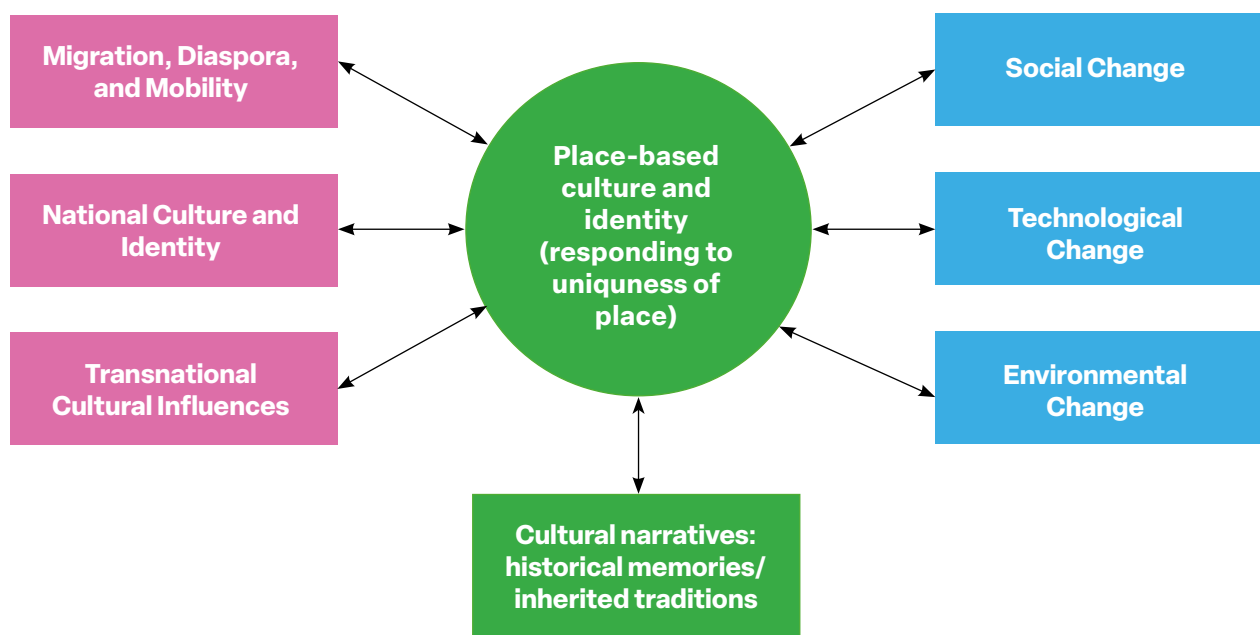 Migration, Diaspora,
and Mobility
National Culture and
Identity
Transnational
Cultural Influences
Place-based
culture and
identity
(responding to
uniquness of
place)
Cultural narratives:
historical memories/
inherited traditions
Social Change
Technological
Change
Environmental
Change